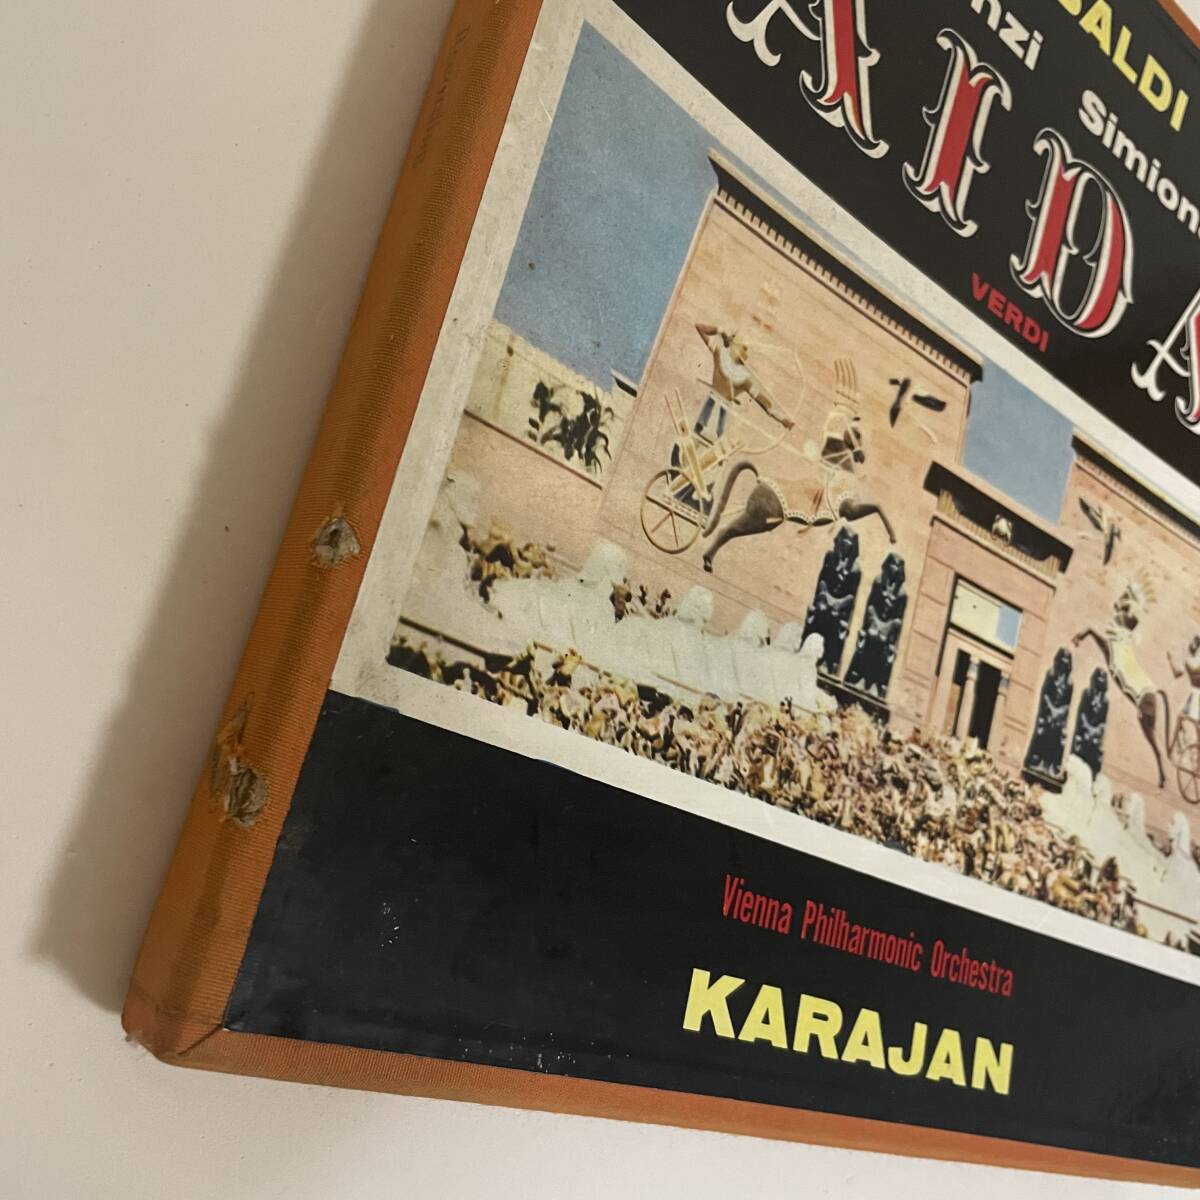 BALDI
nzi Simion
AIDA
VERDI
Vienna Philharmonic Orchestra
KARAJAN